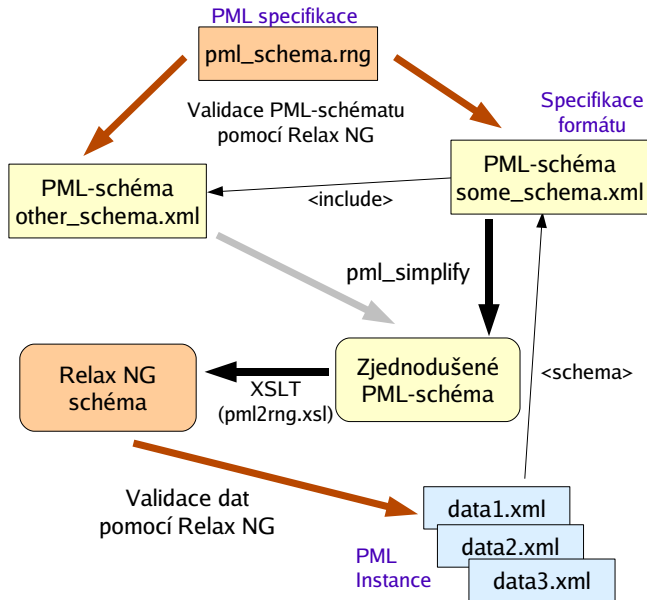 PML specifikace
pml_schema.rng
Validace PML-schématu
pomocí Relax NG
Specifikace
formátu
PML-schéma
other_schema.xml
<include>
PML-schéma
some_schema.xml
pml_simplify
Relax NG
schéma
XSLT
(pml2rng.xsl)
Zjednodušené
PML-schéma
<schema>
Validace dat
pomocí Relax NG
PML
Instance
data1.xml
data2.xml
data3.xml